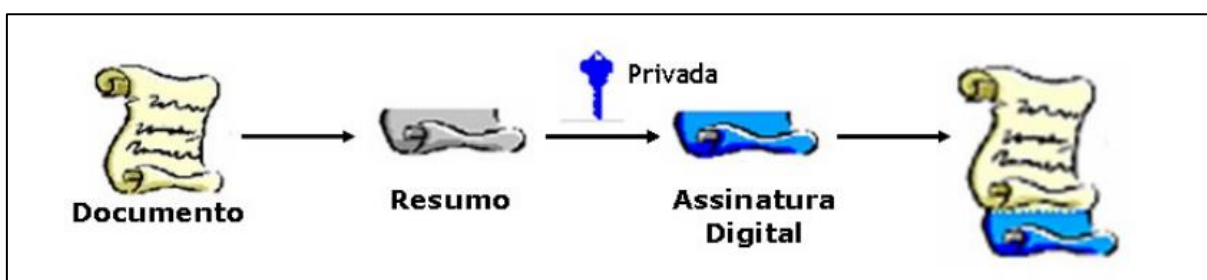 Privada
Documento
Resumo
Assinatura
Digital